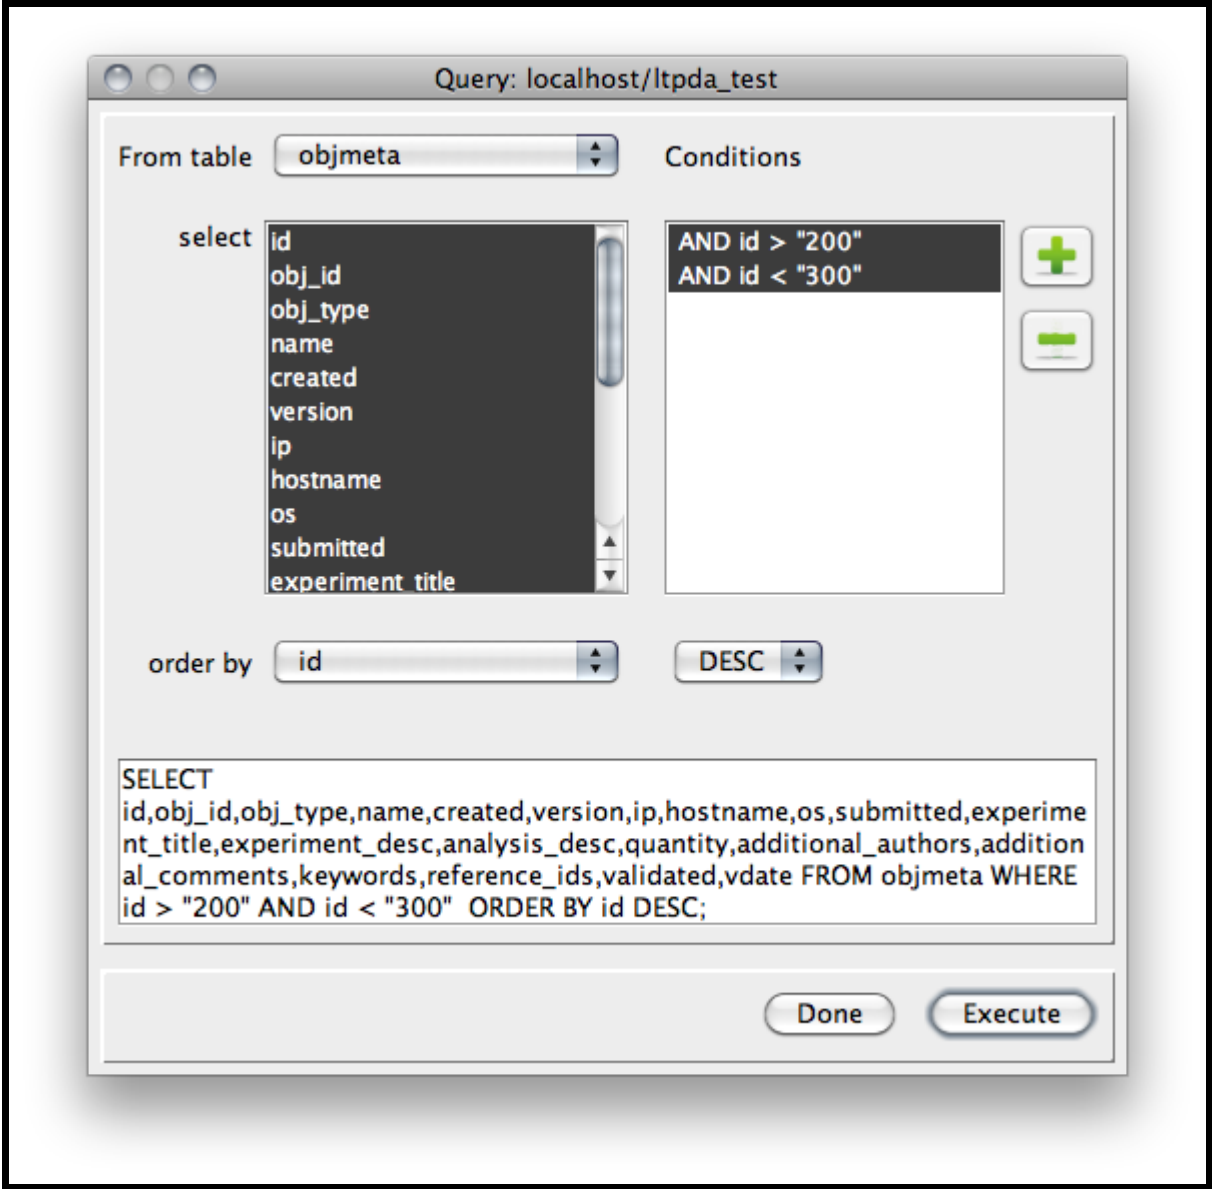 Query: localhost/ltpda_test
From table objmeta Conditions
select
id
obj_id
obj_type
name
created
version
ip
hostname
os
submitted
experiment_title
AND id > "200"
AND id < "300"
order by id DESC
SELECT
id,obj_id,obj_type,name,created,version,ip,hostname,os,submitted,experime
nt_title,experiment_desc,analysis_desc,quantity,additional_authors,addition
al_comments,keywords,reference_ids,validated,vdate FROM objmeta WHERE
id > "200" AND id < "300"  ORDER BY id DESC;
Done Execute